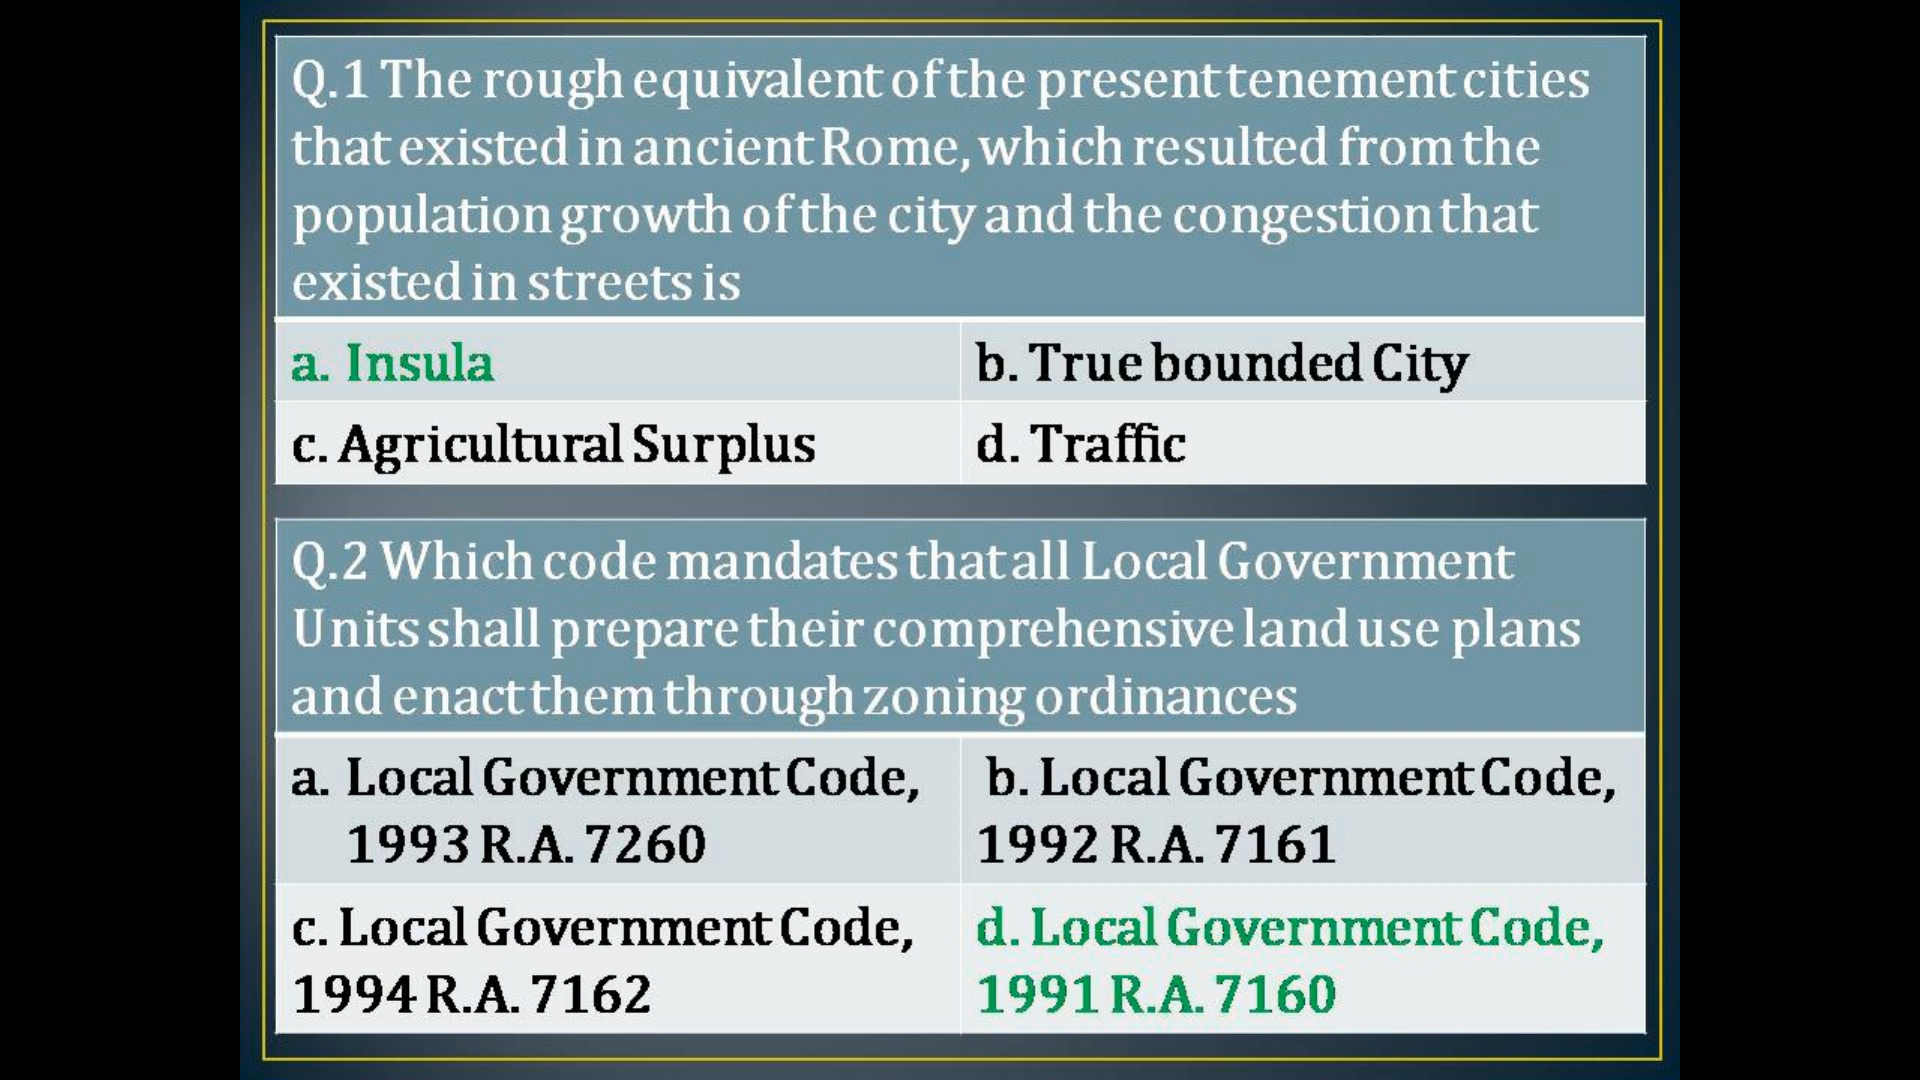 Q.1 The rough equivalent of the present tenement cities
that existed in ancient Rome, which resulted from the
population growth of the city and the congestion that
existed in streets is
a. Insula
b. True bounded City
c. Agricultural Surplus
d. Traffic
Q.2 Which code mandates that all Local Government
Units shall prepare their comprehensive land use plans
and enact them through zoning ordinances
a. Local Government Code,
1993 R.A. 7260
b. Local Government Code,
1992 R.A. 7161
c. Local Government Code,
1994 R.A. 7162
d. Local Government Code,
1991 R.A. 7160